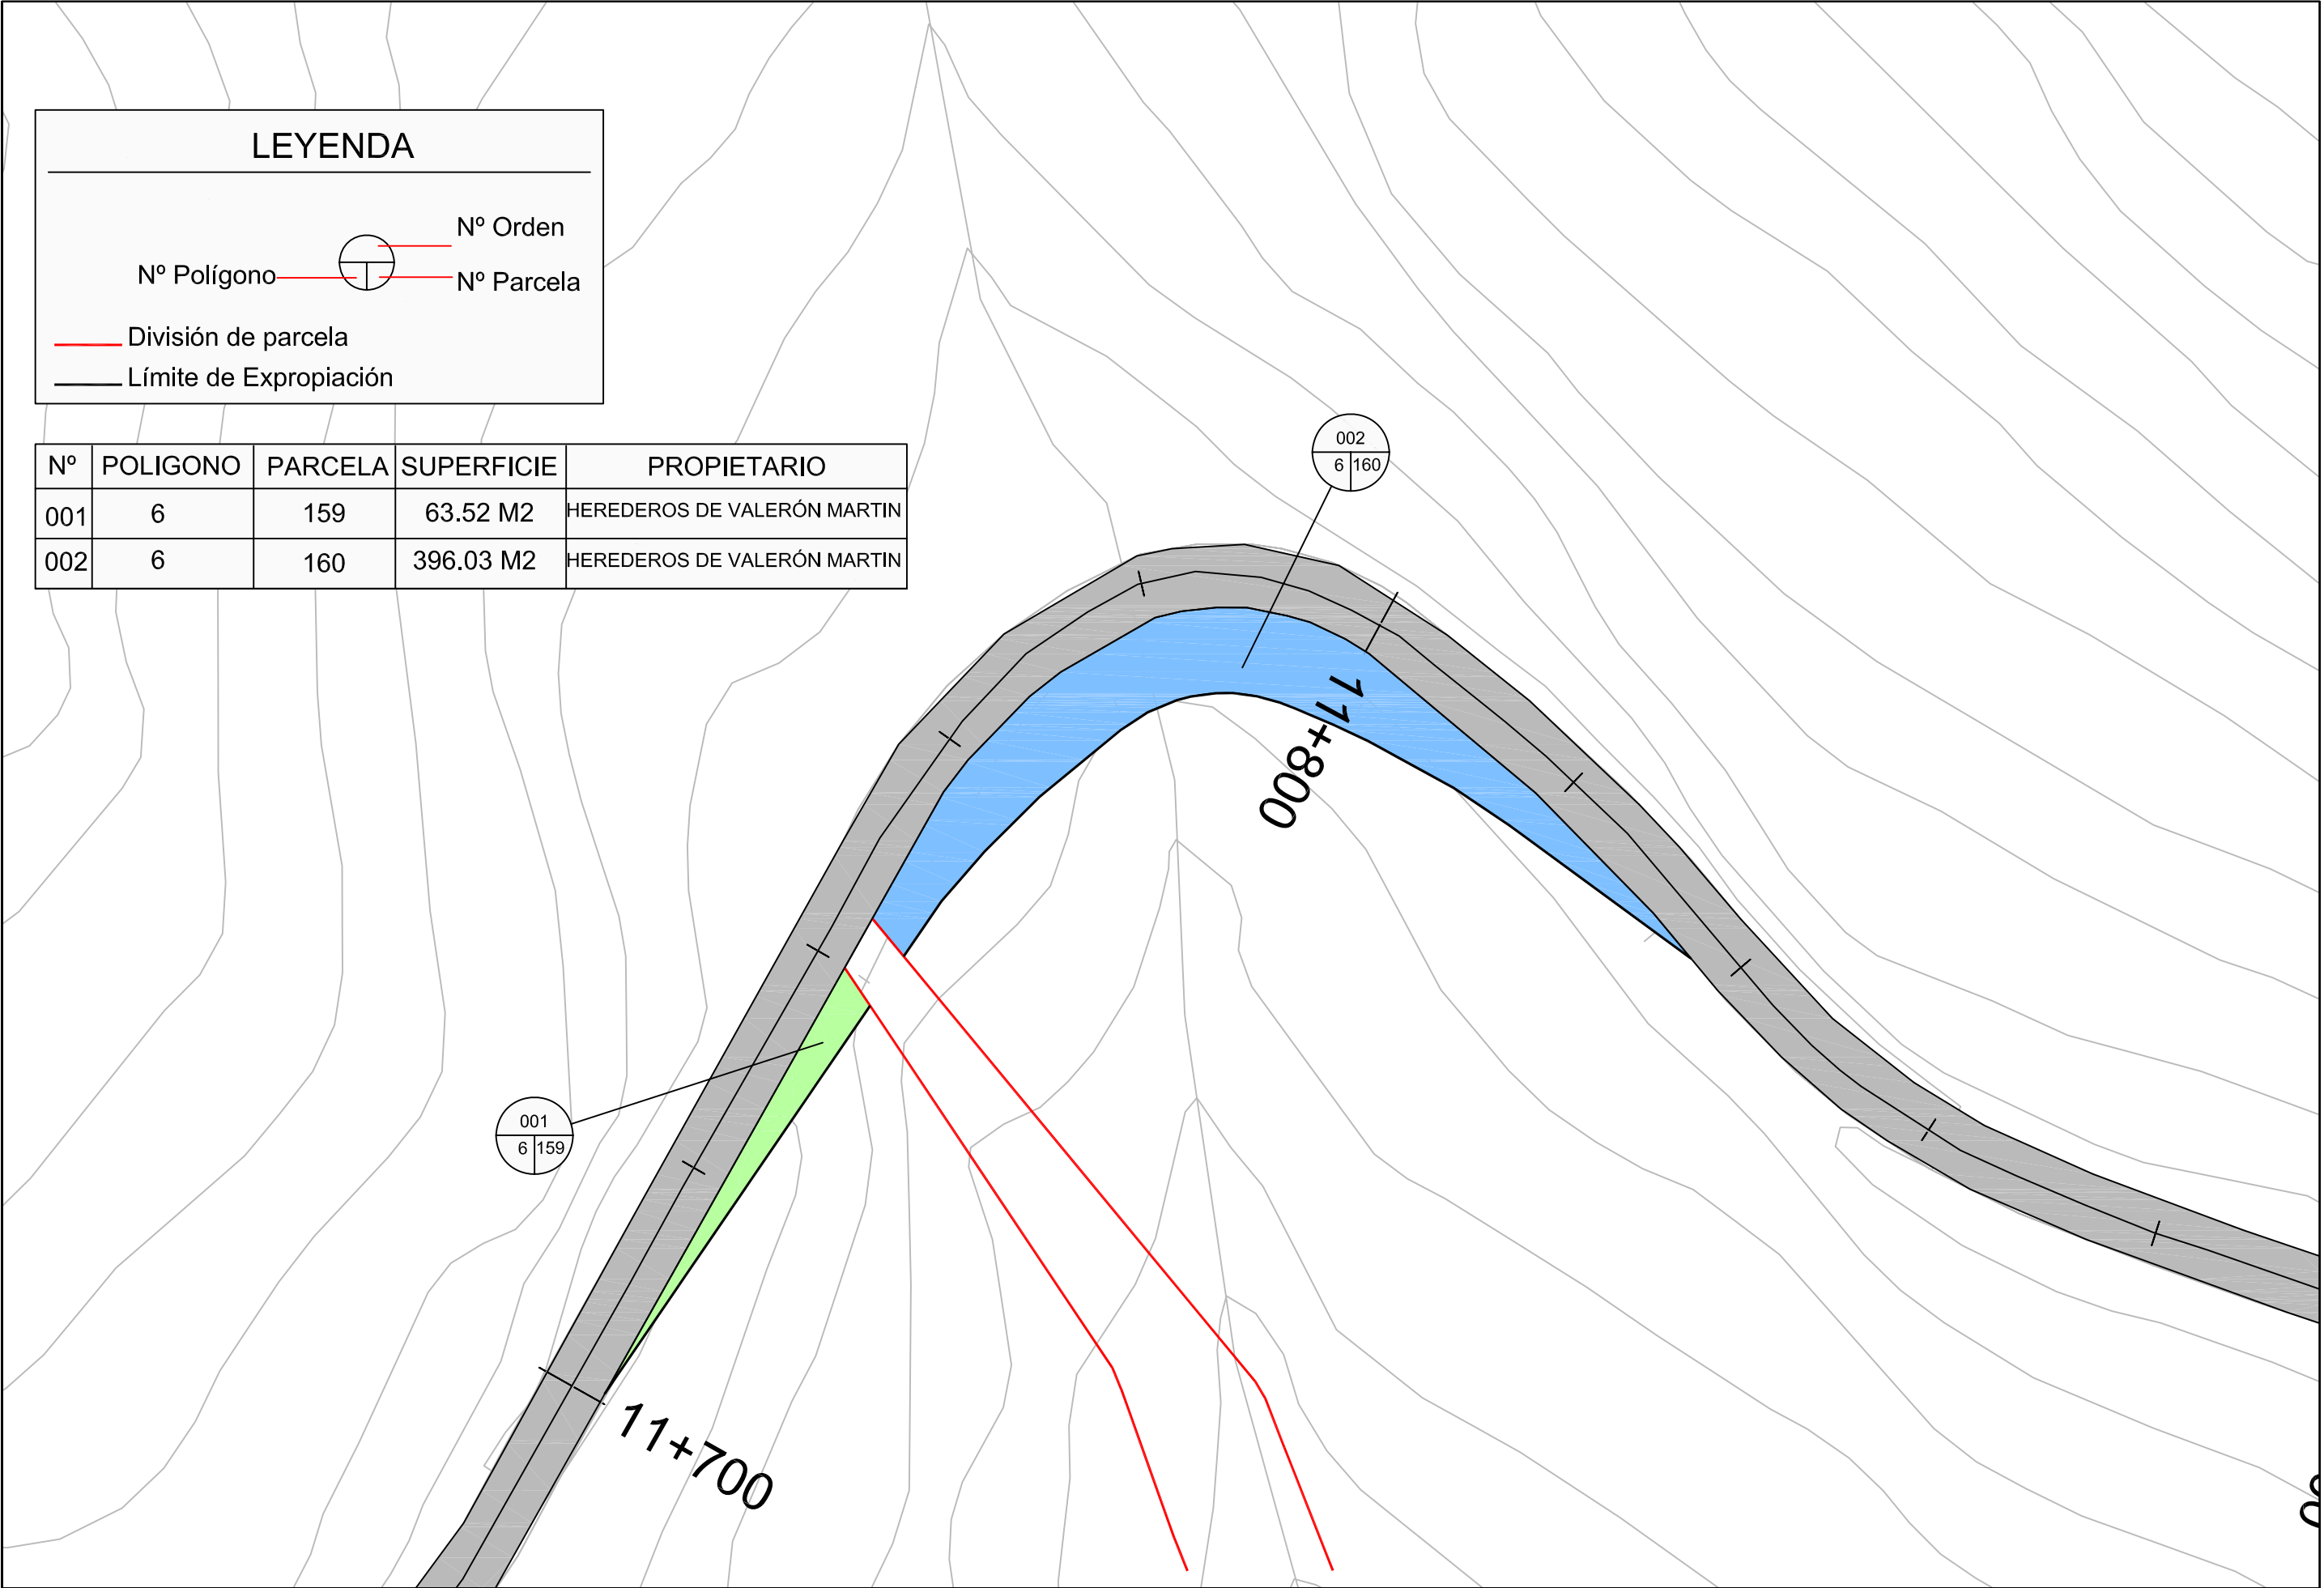 LEYENDA
Nº Orden
Nº Polígono
Nº Parcela
División de parcela
Límite de Expropiación
Nº POLIGONO PARCELA SUPERFICIE PROPIETARIO
001 6 159 63.52 M2 HEREDEROS DE VALERÓN MARTIN
002 6 160 396.03 M2 HEREDEROS DE VALERÓN MARTIN
002
6 160
11+800
001
6 159
11+700